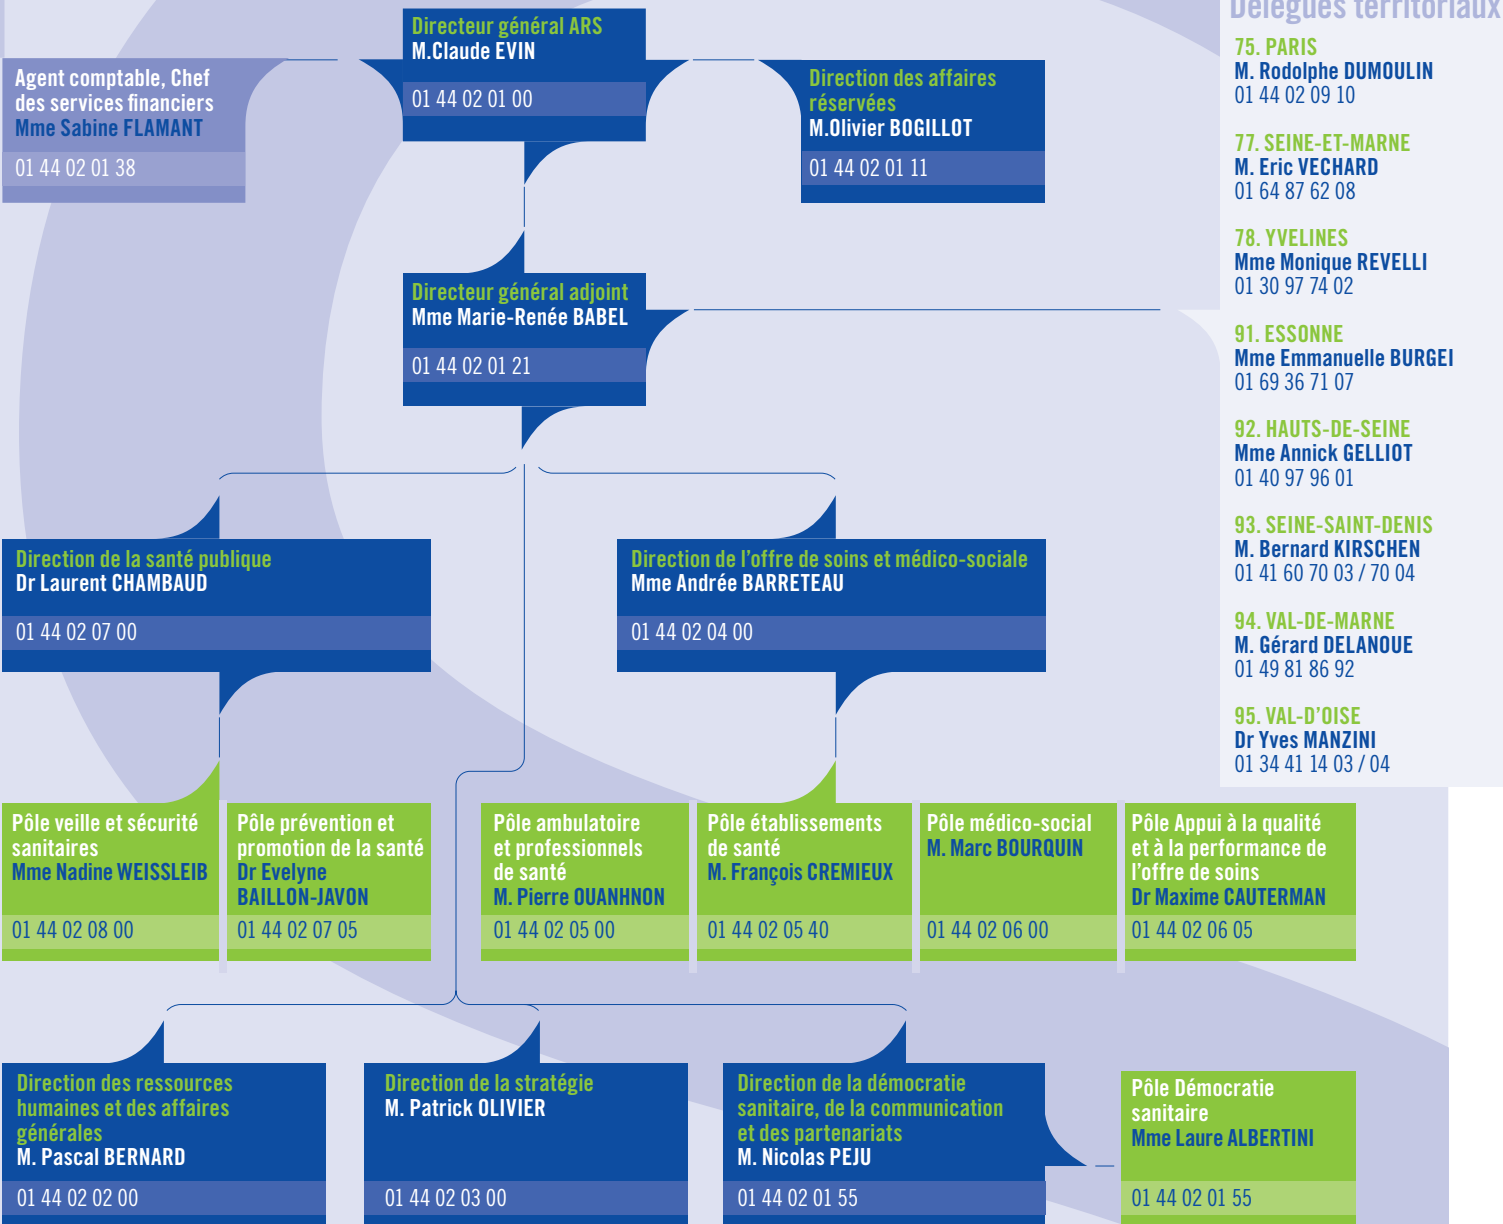 Directeur général ARS
M.Claude EVIN
01 44 02 01 00
Agent comptable, Chef
des services financiers
Mme Sabine FLAMANT
01 44 02 01 38
Direction des affaires
réservées
M.Olivier BOGILLOT
01 44 02 01 11
Directeur général adjoint
Mme Marie-Renée BABEL
01 44 02 01 21
Délégués territoriaux
75. PARIS
M. Rodolphe DUMOULIN
01 44 02 09 10
77. SEINE-ET-MARNE
M. Eric VECHARD
01 64 87 62 08
78. YVELINES
Mme Monique REVELLI
01 30 97 74 02
91. ESSONNE
Mme Emmanuelle BURGEI
01 69 36 71 07
92. HAUTS-DE-SEINE
Mme Annick GELLIOT
01 40 97 96 01
93. SEINE-SAINT-DENIS
M. Bernard KIRSCHEN
01 41 60 70 03 / 70 04
94. VAL-DE-MARNE
M. Gérard DELANOUE
01 49 81 86 92
95. VAL-D'OISE
Dr Yves MANZINI
01 34 41 14 03 / 04
Direction de la santé publique
Dr Laurent CHAMBAUD
01 44 02 07 00
Direction de l'offre de soins et médico-sociale
Mme Andrée BARRETEAU
01 44 02 04 00
Pôle veille et sécurité
sanitaires
Mme Nadine WEISSLEIB
01 44 02 08 00
Pôle prévention et
promotion de la santé
Dr Evelyne
BAILLON-JAVON
01 44 02 07 05
Pôle ambulatoire
et professionnels
de santé
M. Pierre OUANHNON
01 44 02 05 00
Pôle établissements
de santé
M. François CREMIEUX
01 44 02 05 40
Pôle médico-social
M. Marc BOURQUIN
01 44 02 06 00
Pôle Appui à la qualité
et à la performance de
l'offre de soins
Dr Maxime CAUTERMAN
01 44 02 06 05
Direction des ressources
humaines et des affaires
générales
M. Pascal BERNARD
01 44 02 02 00
Direction de la stratégie
M. Patrick OLIVIER
01 44 02 03 00
Direction de la démocratie
sanitaire, de la communication
et des partenariats
M. Nicolas PEJU
01 44 02 01 55
Pôle Démocratie
sanitaire
Mme Laure ALBERTINI
01 44 02 01 55